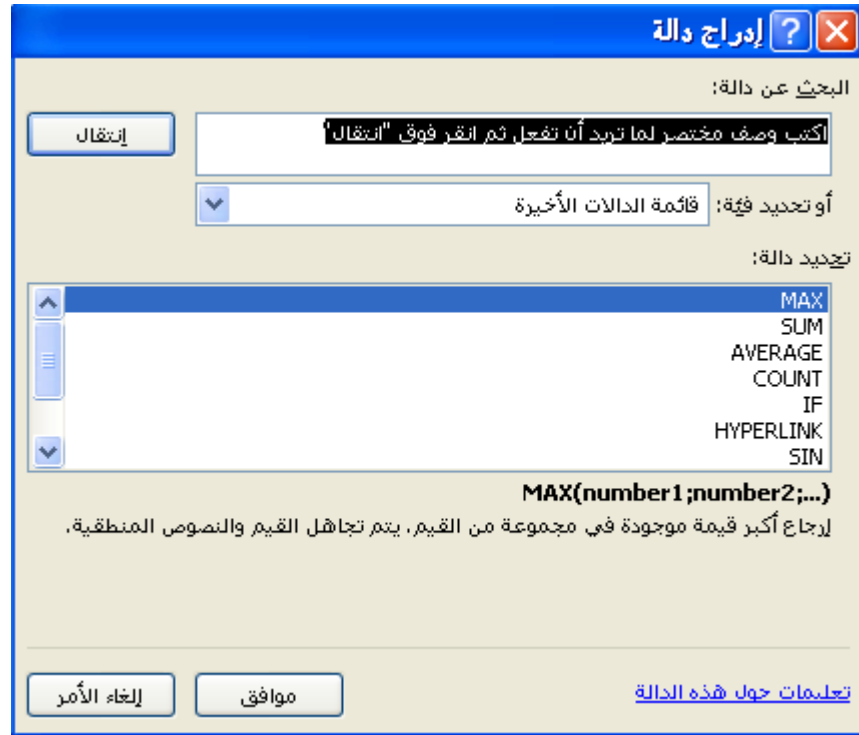 إدراج دالة
البحث عن دالة:
اكتب وصف مختصر لما تريد أن تفعل ثم انقر فوق "انتقال"
إنتقال
أو تحديد فئة: قائمة الدالات الأخيرة
تحديد دالة:
MAX
SUM
AVERAGE
COUNT
IF
HYPERLINK
SIN
MAX(number1;number2;...)
إرجاع أكبر قيمة موجودة في مجموعة من القيم. يتم تجاهل القيم والنصوص المنطقية.
تعليمات حول هذه الدالة
موافق
إلغاء الأمر